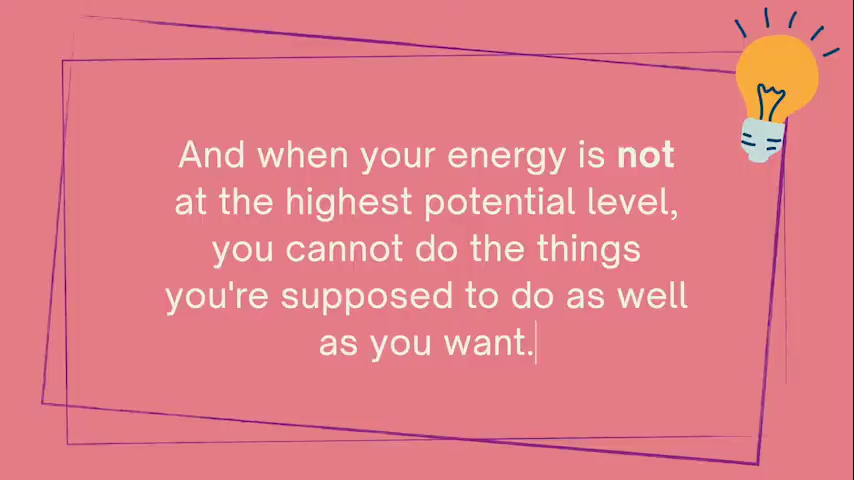 And when your energy is not
at the highest potential level,
you cannot do the things
you're supposed to do as well
as you want.